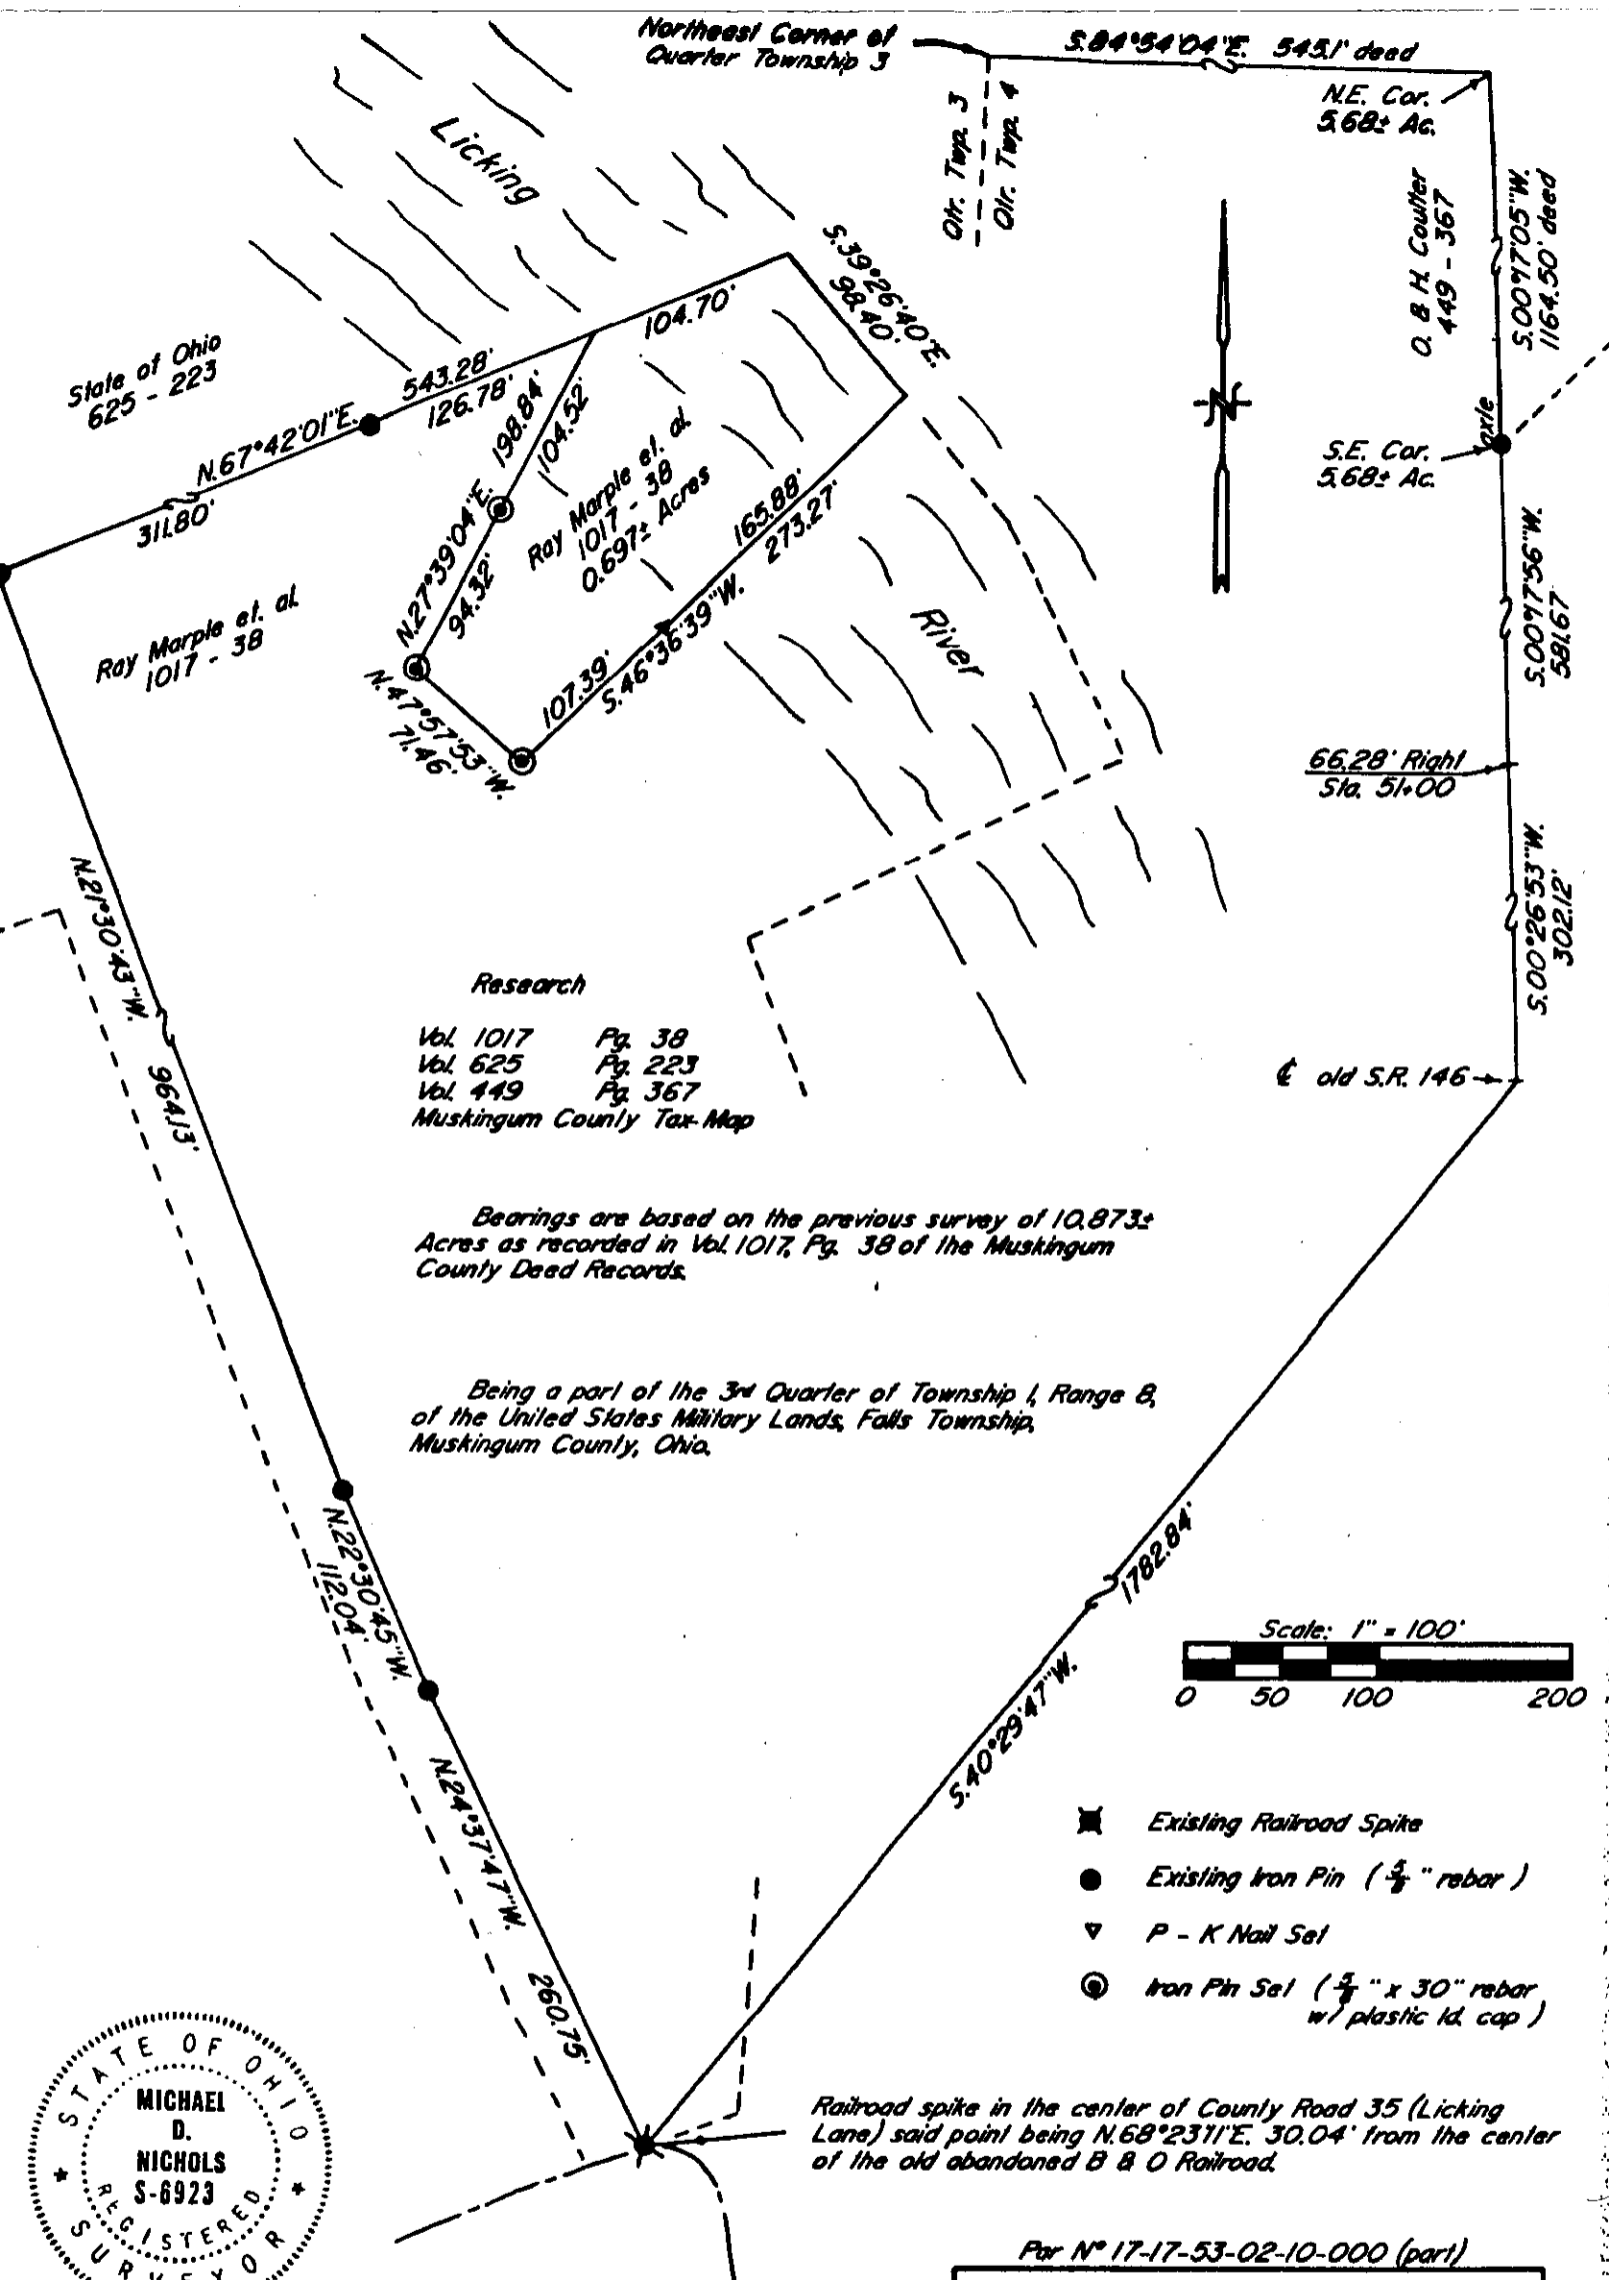 Northeast Corner of
Quarter Township 3
S.84°54'04"E. 545.1' deed
N.E. Cor.
5.68± Ac.
Qtr. Twp. 3
Qtr. Twp. 4
Licking
O. & H. Coulter
449 - 367
S.00°17'05"W.
1164.50' deed
S.39°26'40"E.
98.40'
104.70'
State of Ohio
625 - 223
543.28'
126.78'
N.67°42'01"E.
311.80'
198.84'
104.52'
N.27°39'04"E.
94.32'
Ray Marple et. al.
1017 - 38
0.697± Acres
165.88'
273.27'
axle
S.E. Cor.
5.68± Ac.
S.00°17'56"W.
581.67'
Ray Marple et. al.
1017 - 38
River
N.47°57'53"W.
71.46'
107.39'
S.46°36'39"W.
66.28' Right
Sta. 51+00
S.00°26'53"W.
302.12'
N.21°30'43"W.
964.13'
Research
Vol. 1017 Pg. 38
Vol. 625 Pg. 223
Vol. 449 Pg. 367
Muskingum County Tax Map
℄ old S.R. 146
Bearings are based on the previous survey of 10.873±
Acres as recorded in Vol. 1017, Pg. 38 of the Muskingum
County Deed Records.
Being a part of the 3rd Quarter of Township 1, Range 8,
of the United States Military Lands, Falls Township,
Muskingum County, Ohio.
N.22°30'45"W.
112.04'
1782.84'
S.40°29'47"W.
Scale: 1" = 100'
0 50 100 200
N.24°37'47"W.
260.75'
Existing Railroad Spike
Existing Iron Pin ( 5/8 " rebar )
P - K Nail Set
Iron Pin Set ( 5/8 " x 30" rebar
w/ plastic Id. cap )
Railroad spike in the center of County Road 35 (Licking
Lane) said point being N.68°23'11"E. 30.04' from the center
of the old abandoned B & O Railroad.
STATE OF OHIO
MICHAEL
D.
NICHOLS
S-6923
REGISTERED
SURVEYOR
Par Nº 17-17-53-02-10-000 (part)